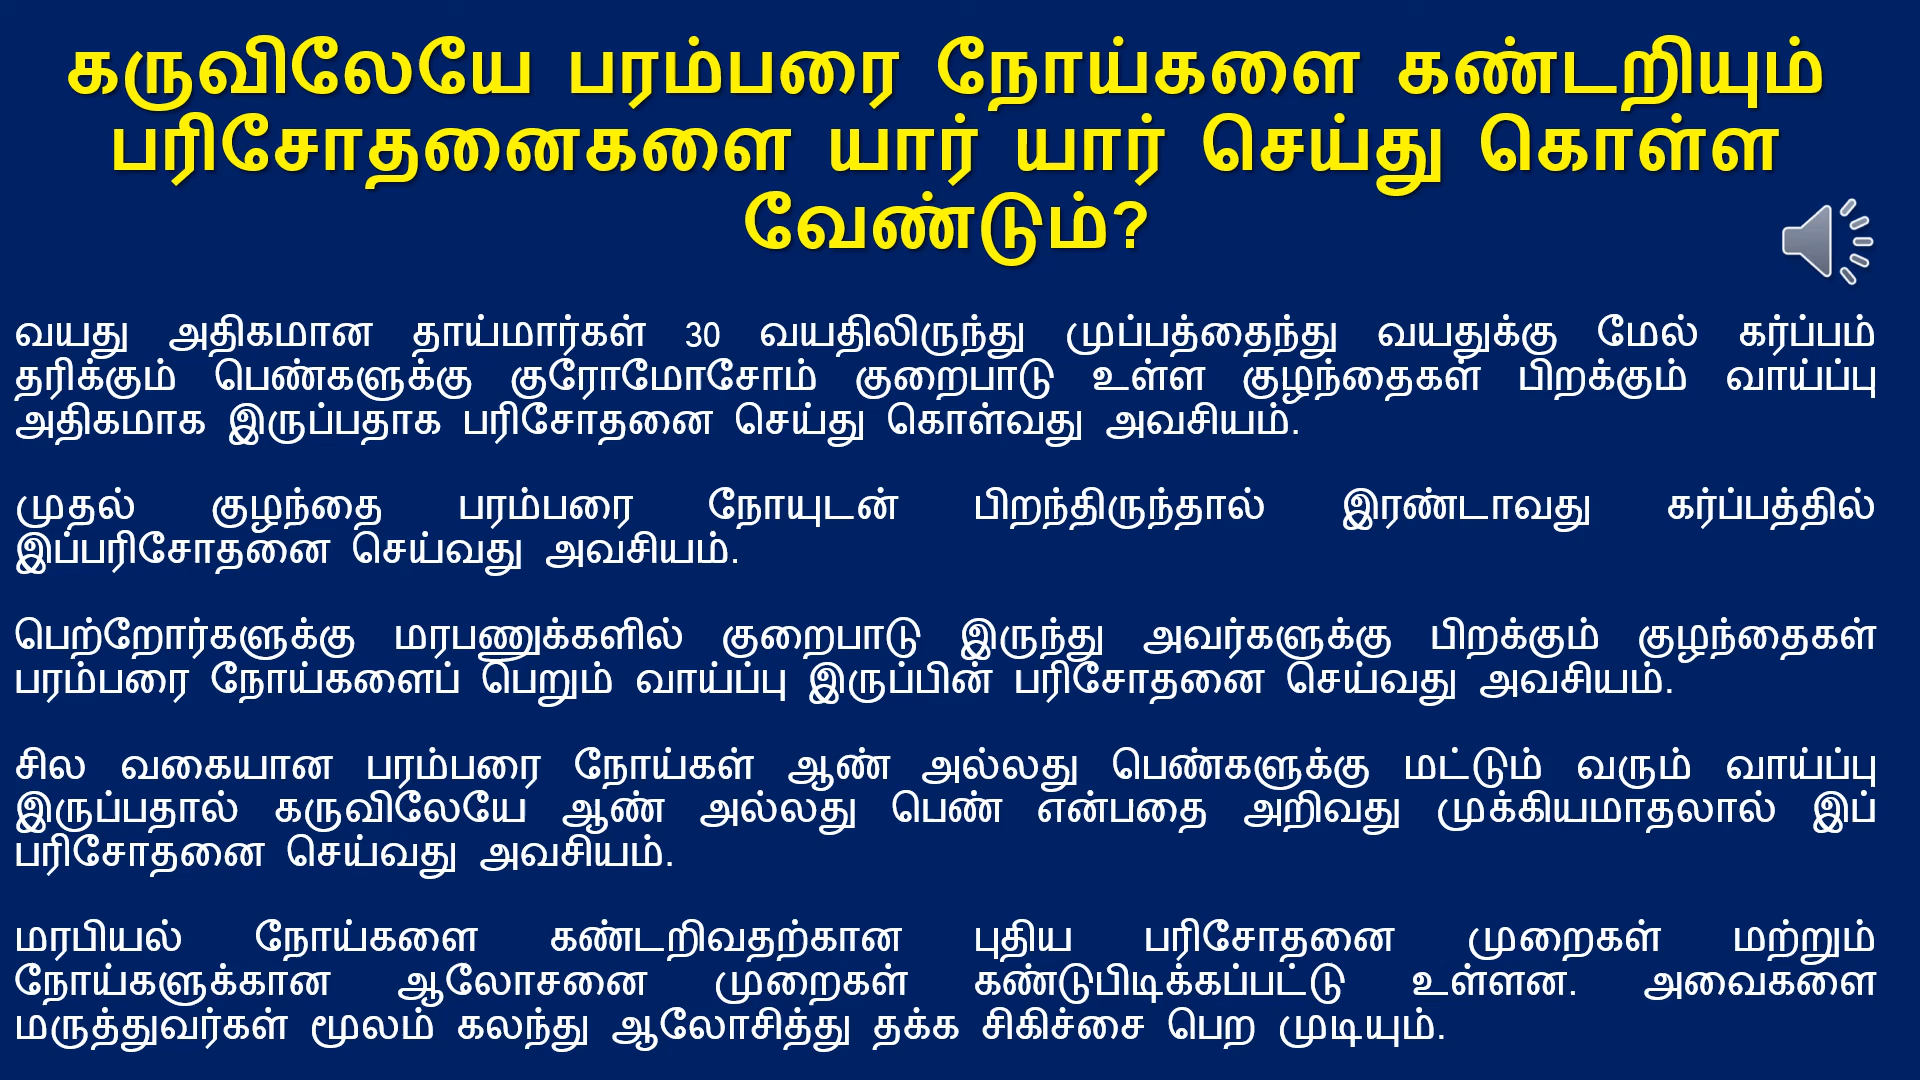 கருவிலேயே பரம்பரை நோய்களை கண்டறியும்
பரிசோதனைகளை யார் யார் செய்து கொள்ள
வேண்டும்?
வயது அதிகமான தாய்மார்கள் 30 வயதிலிருந்து முப்பத்தைந்து வயதுக்கு மேல் கர்ப்பம்
தரிக்கும் பெண்களுக்கு குரோமோசோம் குறைபாடு உள்ள குழந்தைகள் பிறக்கும் வாய்ப்பு
அதிகமாக இருப்பதாக பரிசோதனை செய்து கொள்வது அவசியம்.
முதல் குழந்தை பரம்பரை நோயுடன் பிறந்திருந்தால் இரண்டாவது கர்ப்பத்தில்
இப்பரிசோதனை செய்வது அவசியம்.
பெற்றோர்களுக்கு மரபணுக்களில் குறைபாடு இருந்து அவர்களுக்கு பிறக்கும் குழந்தைகள்
பரம்பரை நோய்களைப் பெறும் வாய்ப்பு இருப்பின் பரிசோதனை செய்வது அவசியம்.
சில வகையான பரம்பரை நோய்கள் ஆண் அல்லது பெண்களுக்கு மட்டும் வரும் வாய்ப்பு
இருப்பதால் கருவிலேயே ஆண் அல்லது பெண் என்பதை அறிவது முக்கியமாதலால் இப்
பரிசோதனை செய்வது அவசியம்.
மரபியல் நோய்களை கண்டறிவதற்கான புதிய பரிசோதனை முறைகள் மற்றும்
நோய்களுக்கான ஆலோசனை முறைகள் கண்டுபிடிக்கப்பட்டு உள்ளன. அவைகளை
மருத்துவர்கள் மூலம் கலந்து ஆலோசித்து தக்க சிகிச்சை பெற முடியும்.